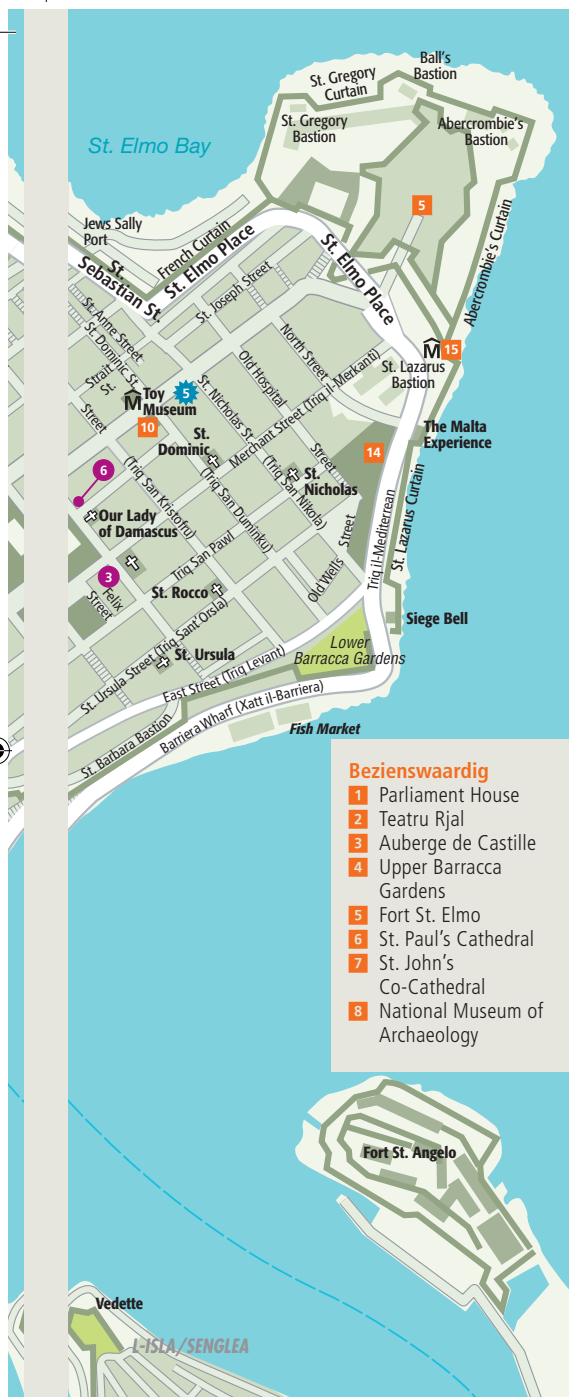 Ball's
Bastion
St. Gregory
Curtain
St. Gregory
Bastion
Abercrombie's
Bastion
St. Elmo Bay
5
Jews Sally
Port
French Curtain
St. Elmo Place
St. Elmo Place
Abercrombie's Curtain
St.
Sebastian St.
St. Joseph Street
St. Anne Street
St. Dominic St.
Strait
St.
North Street
Old Hospital
Street
15
St. Lazarus
Bastion
Toy
Museum
5
10
St. Nicholas St.
(Triq San Nikola)
Merchant Street (Triq il-Merkanti)
The Malta
Experience
Street
St.
Dominic
14
6
St.
Nicholas
(Triq San Kristofru)
(Triq San Duminku)
Our Lady
of Damascus
Triq San Pawl
Old Wells
Street
Triq il-Mediterrean
St. Lazarus Curtain
3
Felix
Street
St. Rocco
Siege Bell
St. Ursula Street (Triq Sant'Orsla)
St. Ursula
Lower
Barracca Gardens
East Street (Triq Levant)
St. Barbara Bastion
Barriera Wharf (Xatt il-Barriera)
Fish Market
Bezienswaardig
1 Parliament House
2 Teatru Rjal
3 Auberge de Castille
4 Upper Barracca
Gardens
5 Fort St. Elmo
6 St. Paul's Cathedral
7 St. John's
Co-Cathedral
8 National Museum of
Archaeology
Fort St. Angelo
Vedette
L-ISLA/SENGLEA